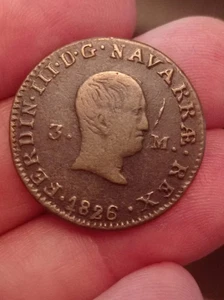 ·FERDIN·III·D·G·NAVARRÆ·REX·
3. M.
·1826·